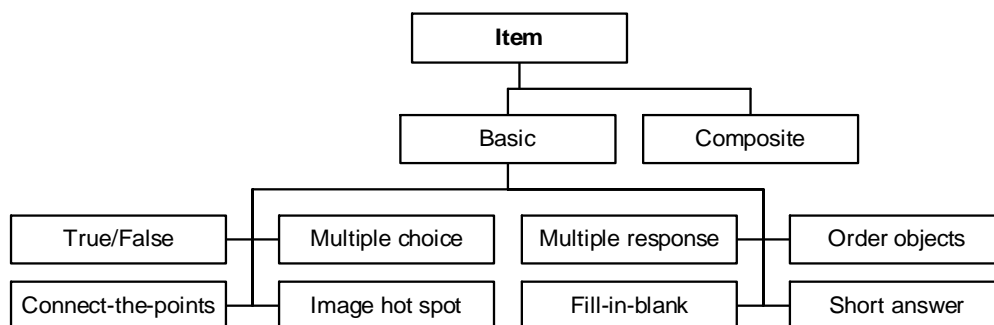 Item
Basic
Composite
True/False
Multiple choice
Multiple response
Order objects
Connect-the-points
Image hot spot
Fill-in-blank
Short answer